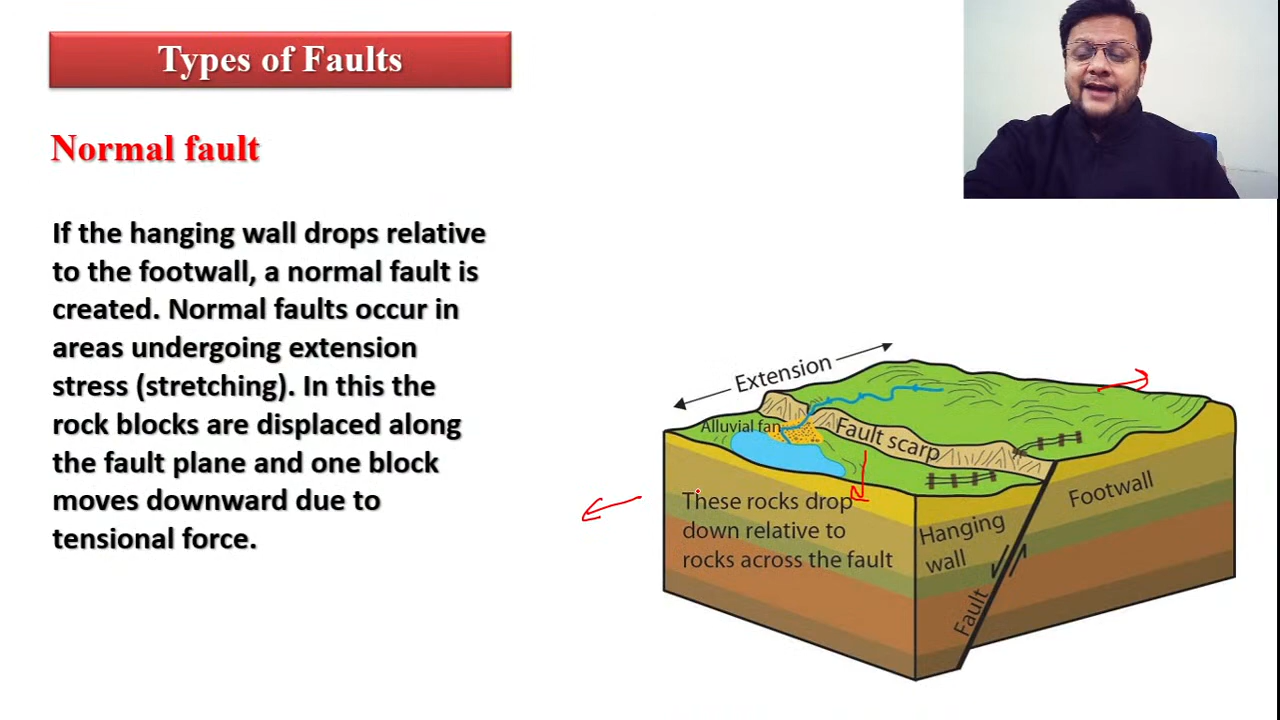 Types of Faults
Normal fault
If the hanging wall drops relative
to the footwall, a normal fault is
created. Normal faults occur in
areas undergoing extension
stress (stretching). In this the
rock blocks are displaced along
the fault plane and one block
moves downward due to
tensional force.
Extension
Alluvial fan
Fault scarp
These rocks drop
down relative to
rocks across the fault
Hanging
wall
Footwall
Fault